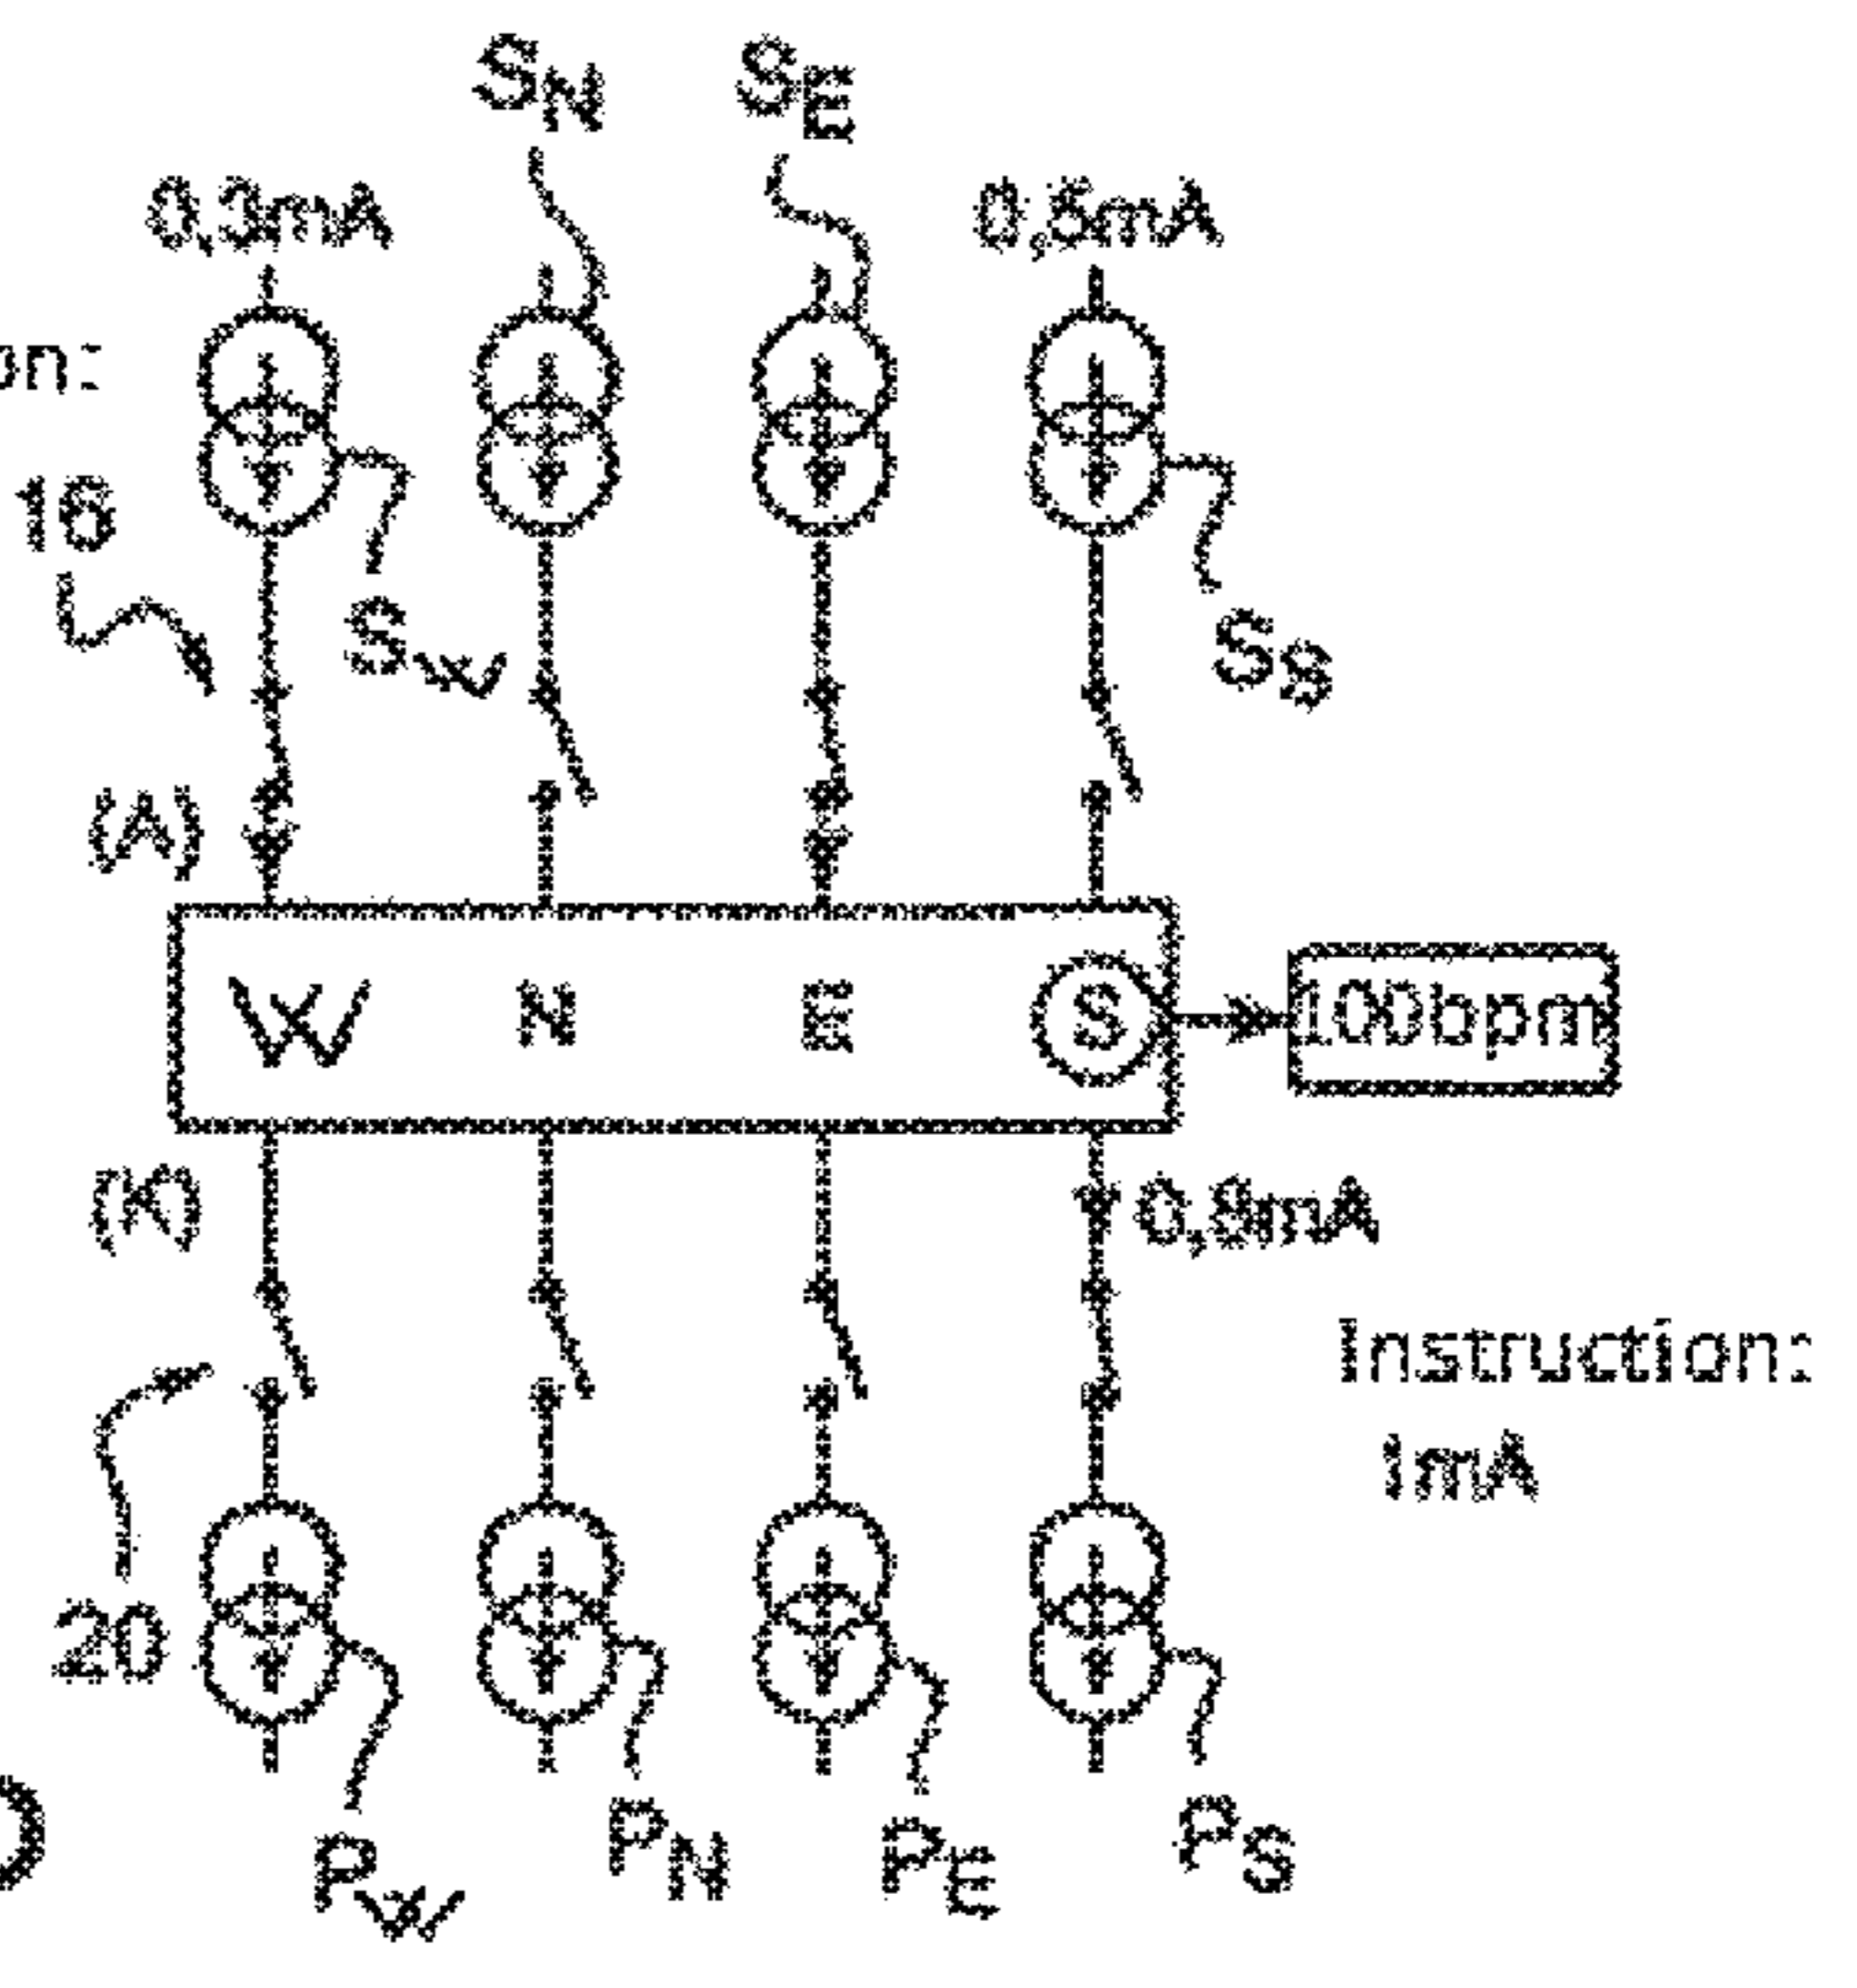 SN SE
0,3mA 0,5mA
on:
16
SW SS
(A)
W N E S 100bpm
(K) 0,8mA
Instruction:
1mA
20
PW PN PE PS